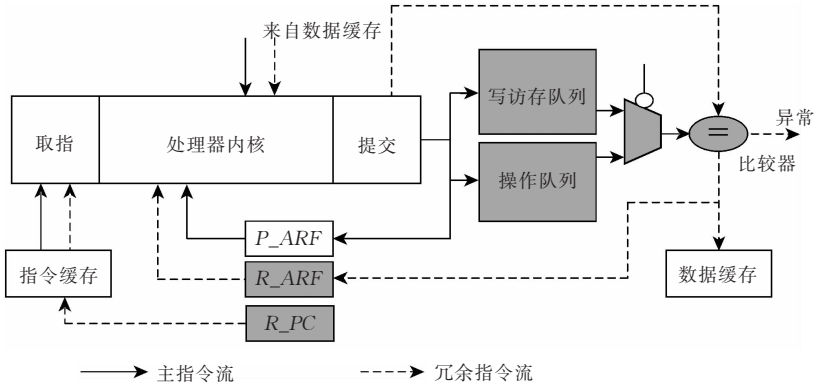 来自数据缓存
取指
处理器内核
提交
写访存队列
操作队列
=
异常
比较器
P_ARF
R_ARF
R_PC
指令缓存
数据缓存
主指令流
冗余指令流